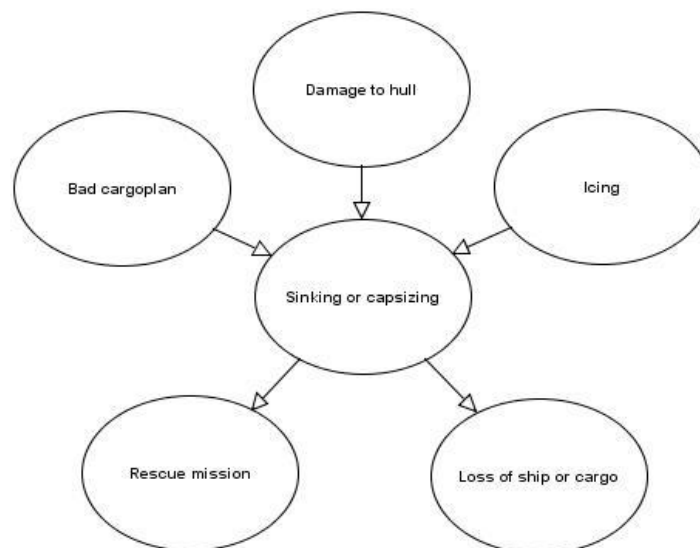 Damage to hull
Bad cargoplan
Icing
Sinking or capsizing
Rescue mission
Loss of ship or cargo